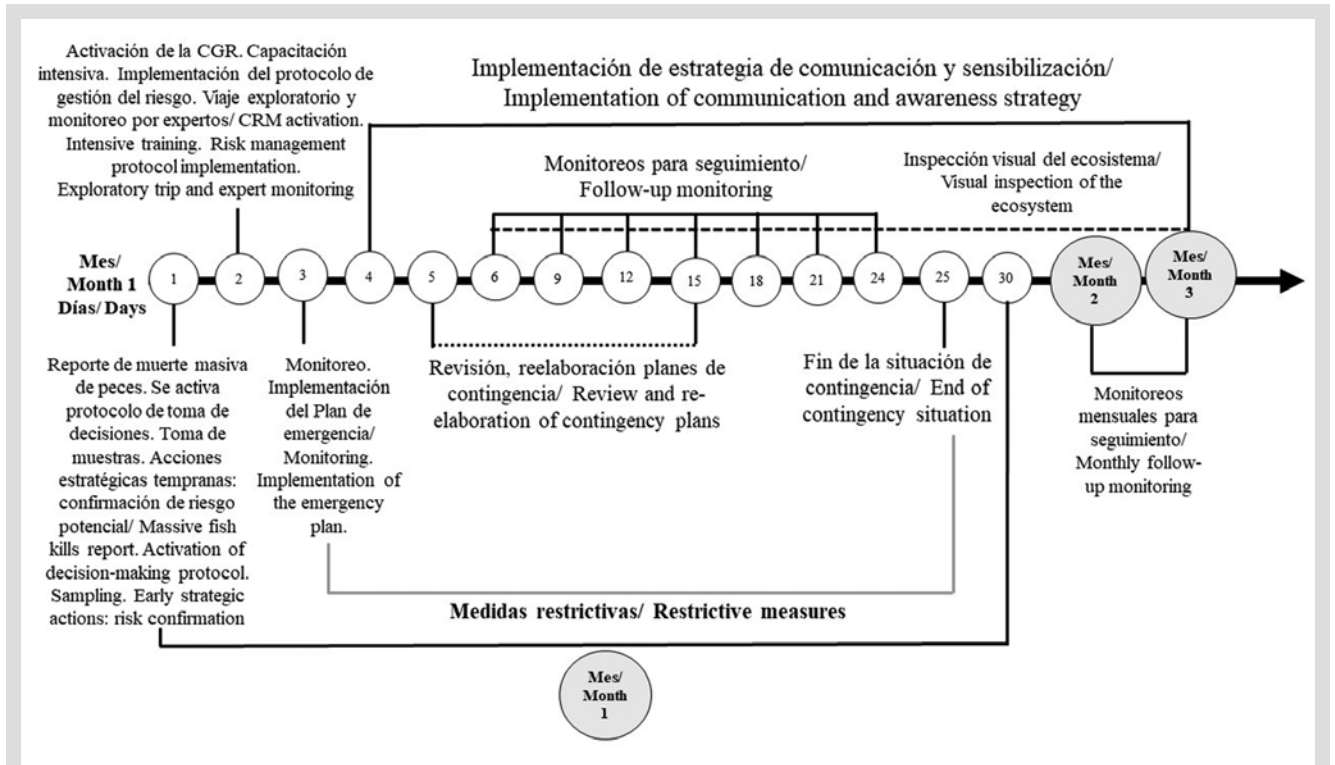 Activación de la CGR. Capacitación
intensiva. Implementación del protocolo de
gestión del riesgo. Viaje exploratorio y
monitoreo por expertos/ CRM activation.
Intensive training. Risk management
protocol implementation.
Exploratory trip and expert monitoring
Implementación de estrategia de comunicación y sensibilización/
Implementation of communication and awareness strategy
Monitoreos para seguimiento/
Follow-up monitoring
Inspección visual del ecosistema/
Visual inspection of the
ecosystem
Mes/
Month 1
Días/ Days
1
2
3
4
5
6
9
12
15
18
21
24
25
30
Mes/
Month
2
Mes/
Month
3
Reporte de muerte masiva
de peces. Se activa
protocolo de toma de
decisiones. Toma de
muestras. Acciones
estratégicas tempranas:
confirmación de riesgo
potencial/ Massive fish
kills report. Activation of
decision-making protocol.
Sampling. Early strategic
actions: risk confirmation
Monitoreo.
Implementación
del Plan de
emergencia/
Monitoring.
Implementation of
the emergency
plan.
Revisión, reelaboración planes de
contingencia/ Review and re-
elaboration of contingency plans
Fin de la situación de
contingencia/ End of
contingency situation
Monitoreos
mensuales para
seguimiento/
Monthly follow-
up monitoring
Medidas restrictivas/ Restrictive measures
Mes/
Month
1